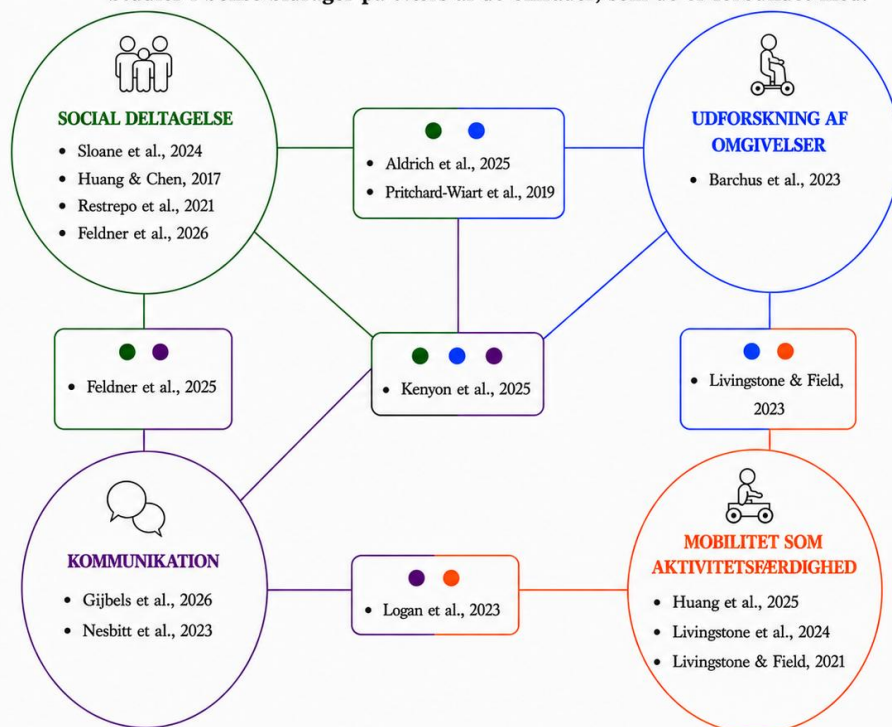 SOCIAL DELTAGELSE
• Sloane et al., 2024
• Huang & Chen, 2017
• Restrepo et al., 2021
• Feldner et al., 2026
• Aldrich et al., 2025
• Pritchard-Wiart et al., 2019
UDFORSKNING AF
OMGIVELSER
• Barchus et al., 2023
• Feldner et al., 2025
• Kenyon et al., 2025
• Livingstone & Field,
2023
KOMMUNIKATION
• Gijbels et al., 2026
• Nesbitt et al., 2023
• Logan et al., 2023
MOBILITET SOM
AKTIVITETSFÆRDIGHED
• Huang et al., 2025
• Livingstone et al., 2024
• Livingstone & Field, 2021